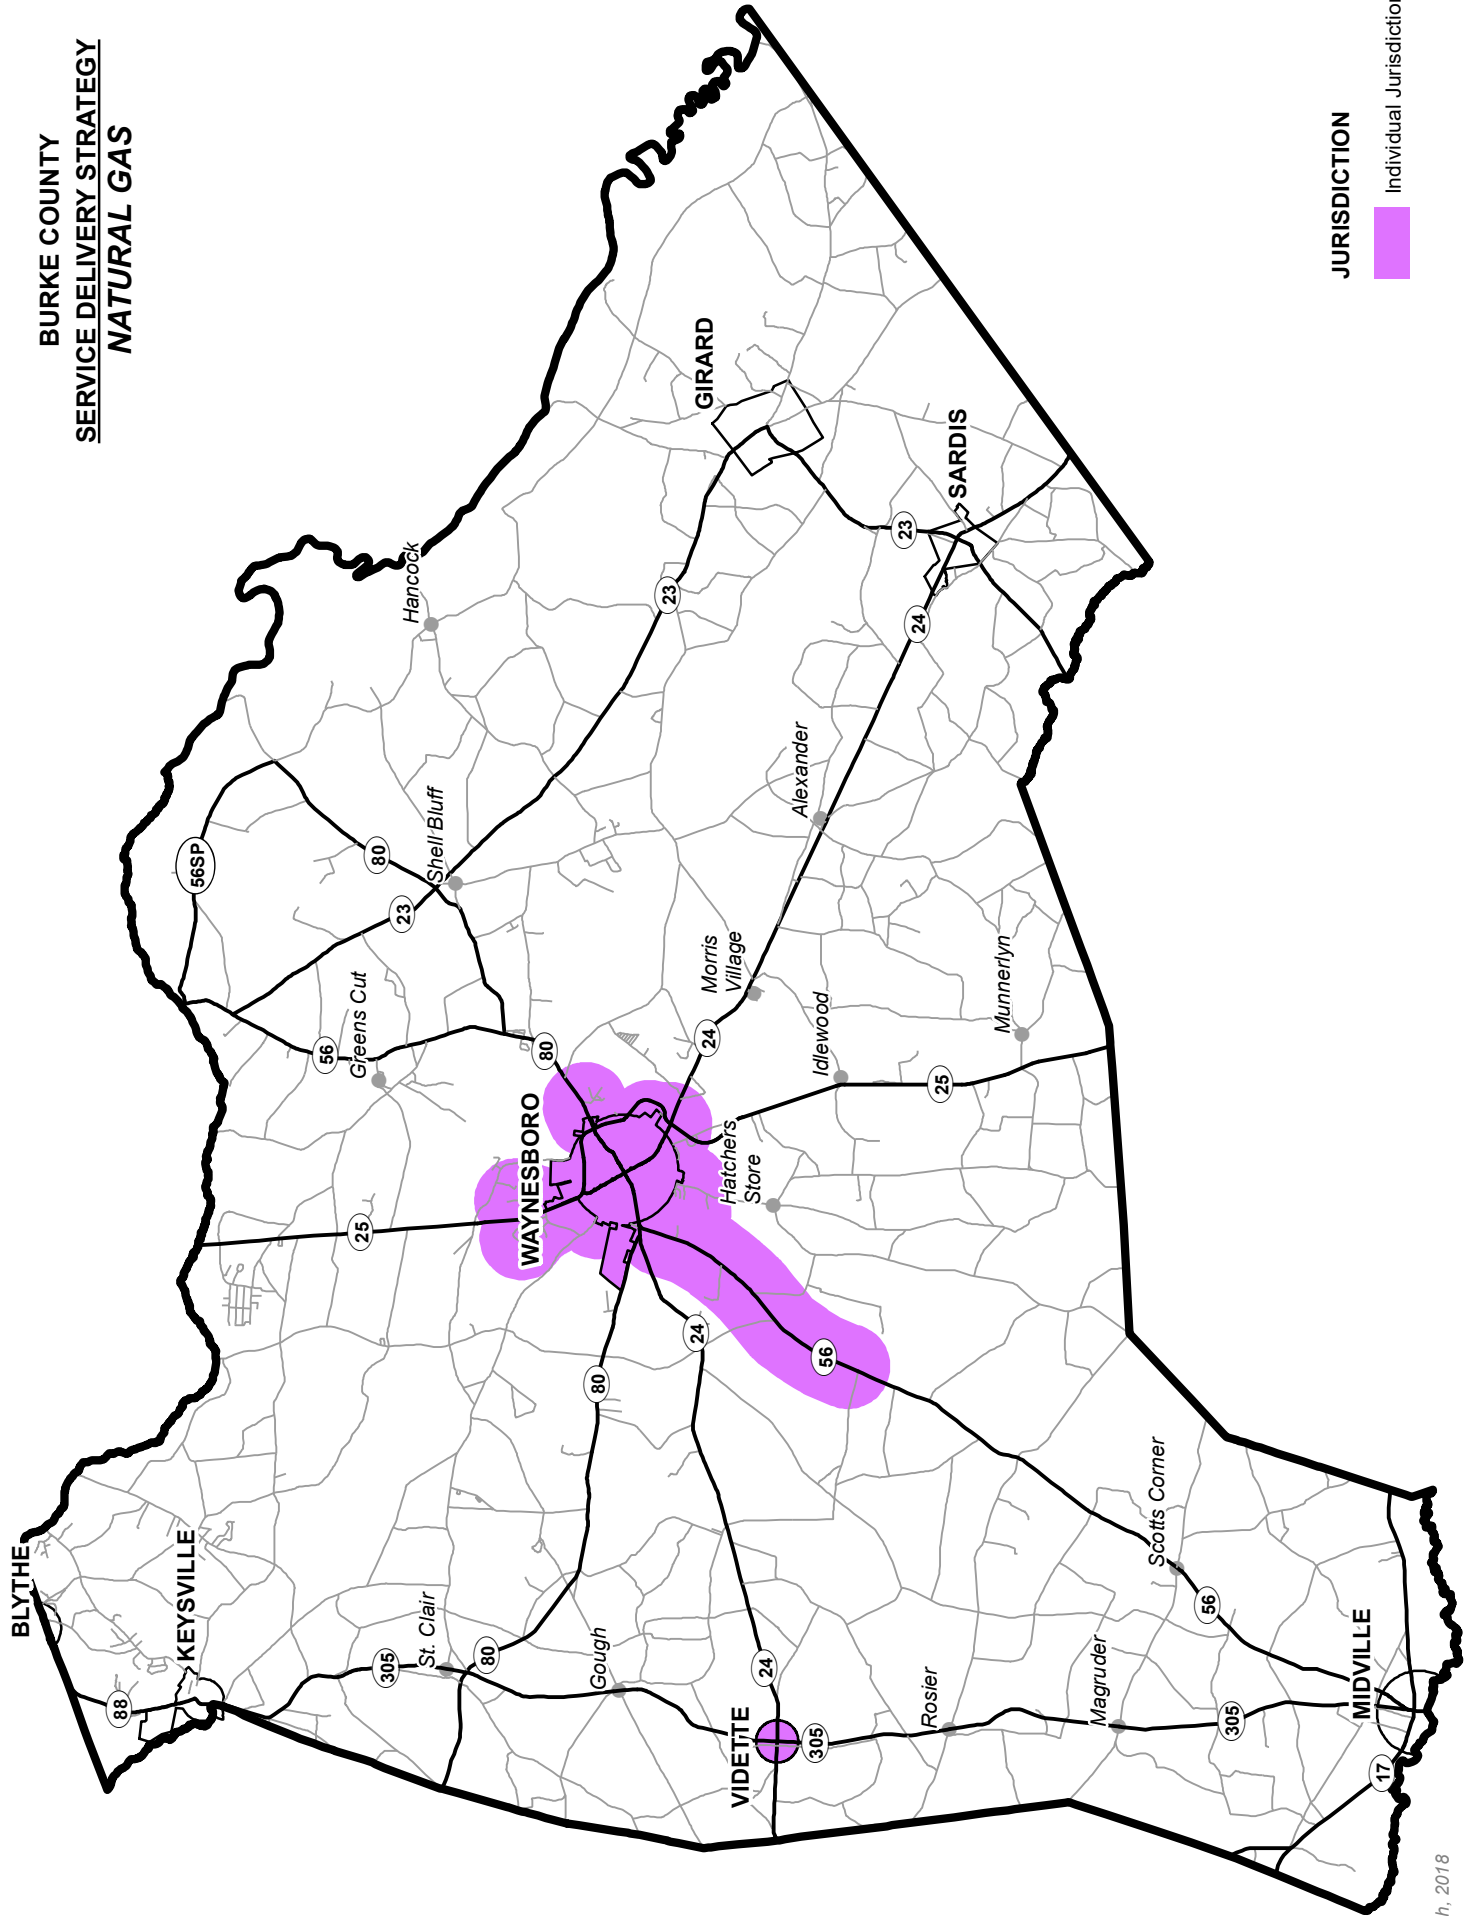 BURKE COUNTY
SERVICE DELIVERY STRATEGY
NATURAL GAS
BLYTHE
KEYSVILLE
88
305
St. Clair
80
Gough
24
VIDETTE
305
Rosier
Magruder
305
MIDVILLE
17
56
Scotts Corner
56
24
80
25
WAYNESBORO
Hatchers
Store
80
56
Greens Cut
23
56SP
80
Shell Bluff
Hancock
23
24
Morris
Village
Idlewood
25
Munnerlyn
Alexander
24
23
SARDIS
GIRARD
JURISDICTION
Individual Jurisdiction
h, 2018